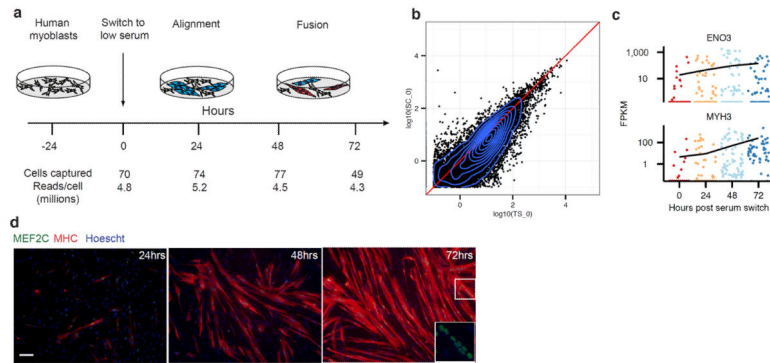 a
Human
myoblasts
Switch to
low serum
Alignment
Fusion
Hours
-24 0 24 48 72
Cells captured 70 74 77 49
Reads/cell 4.8 5.2 4.5 4.3
(millions)
b
log10(SC_0)
4
2
0
0 2 4
log10(TS_0)
c
ENO3
1,000
10
FPKM
MYH3
100
1
0 24 48 72
Hours post serum switch
d
MEF2C MHC Hoescht
24hrs
48hrs
72hrs